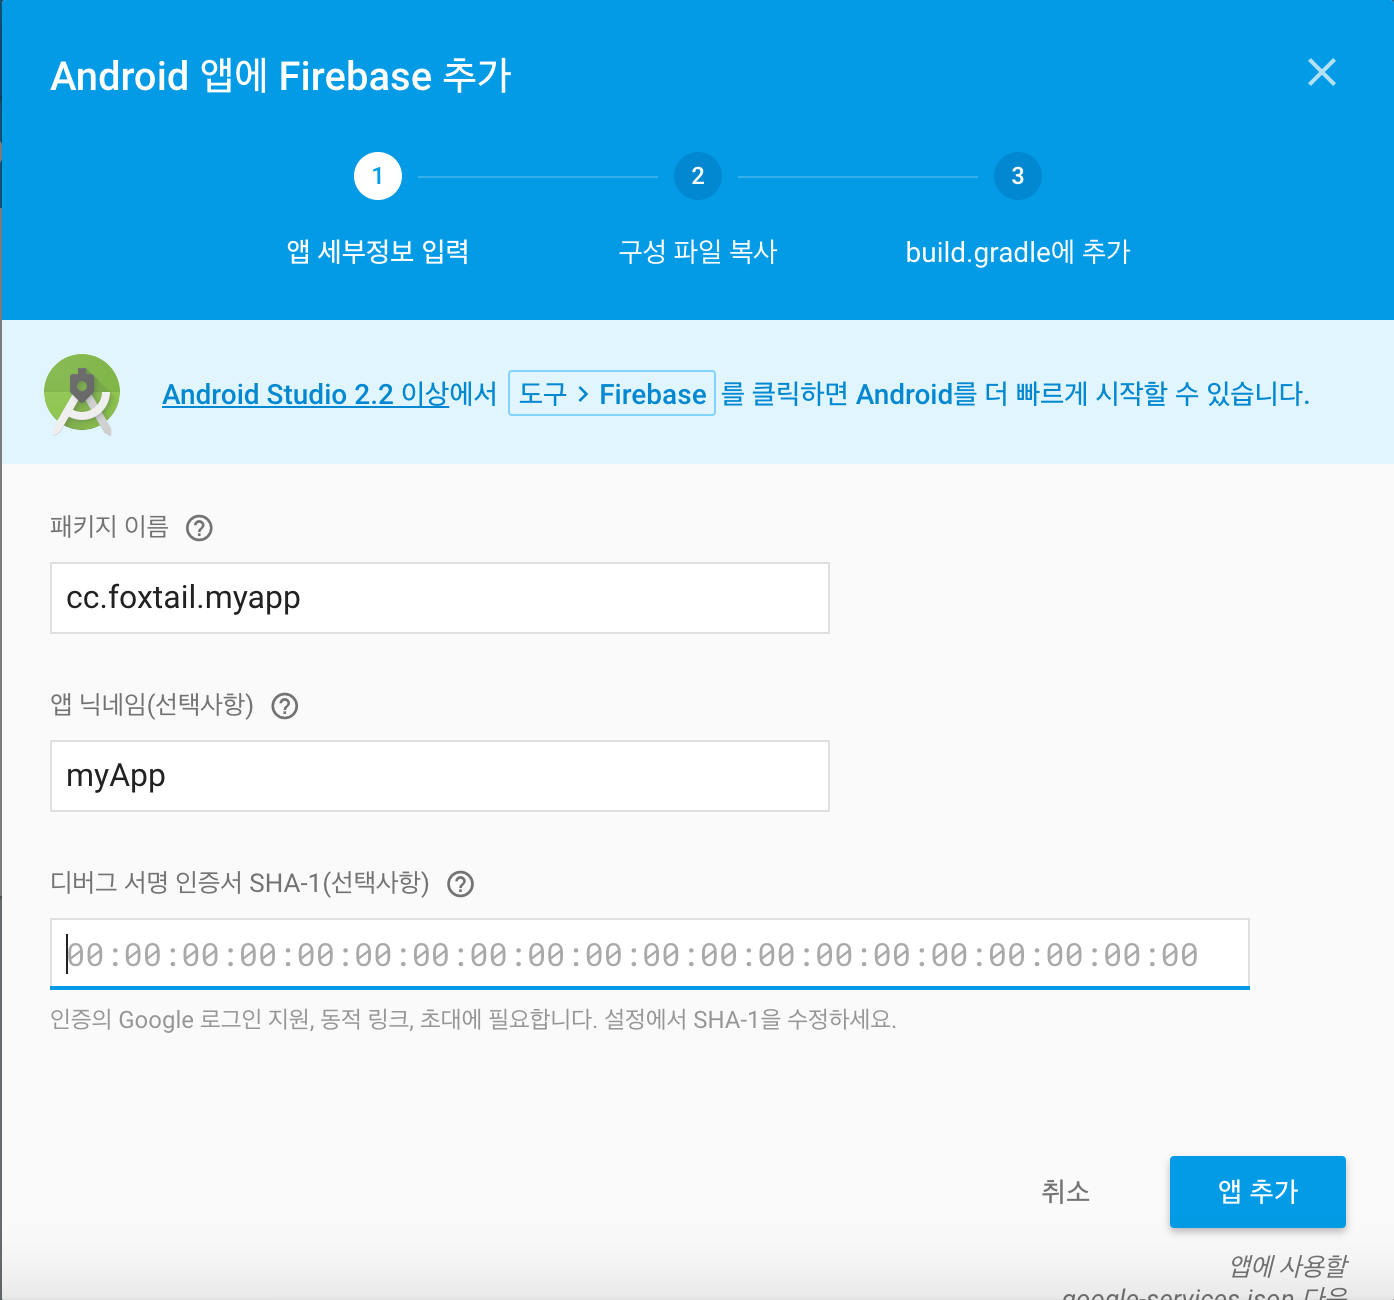 Android 앱에 Firebase 추가
1 2 3
앱 세부정보 입력 구성 파일 복사 build.gradle에 추가
Android Studio 2.2 이상에서 도구 > Firebase 를 클릭하면 Android를 더 빠르게 시작할 수 있습니다.
패키지 이름
cc.foxtail.myapp
앱 닉네임(선택사항)
myApp
디버그 서명 인증서 SHA-1(선택사항)
00:00:00:00:00:00:00:00:00:00:00:00:00:00:00:00:00:00:00:00
인증의 Google 로그인 지원, 동적 링크, 초대에 필요합니다. 설정에서 SHA-1을 수정하세요.
취소 앱 추가
앱에 사용할
google-services.json 다운